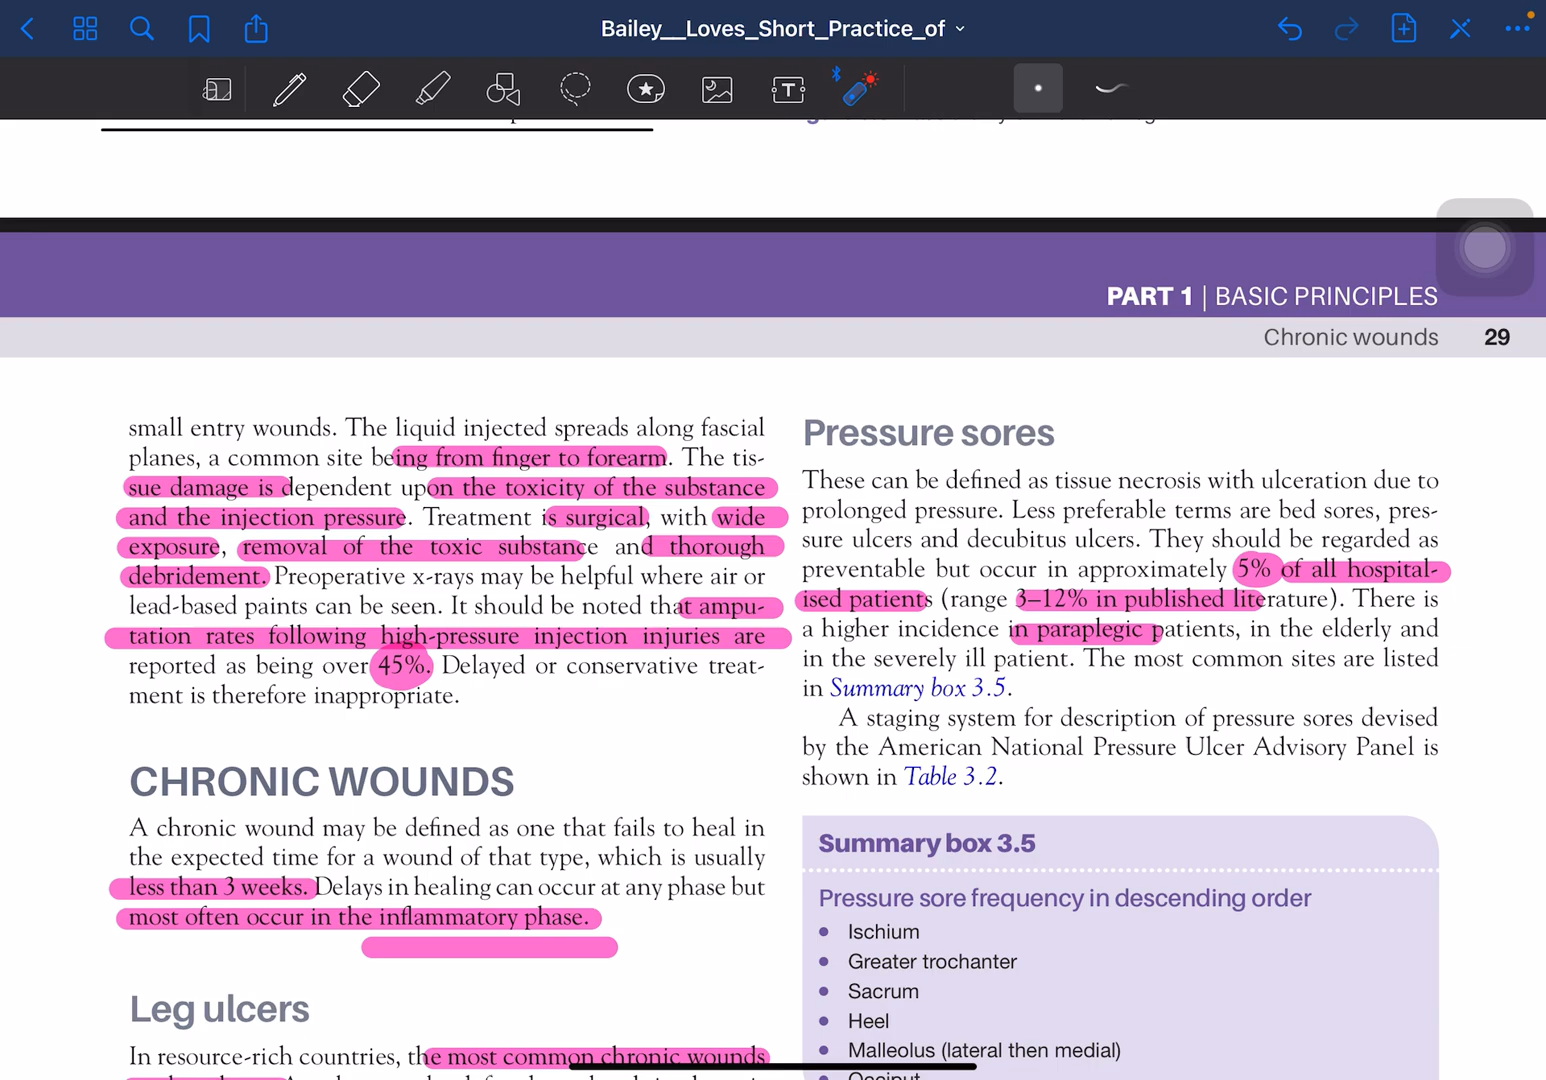 Bailey__Loves_Short_Practice_of
PART 1 | BASIC PRINCIPLES
Chronic wounds 29
small entry wounds. The liquid injected spreads along fascial
planes, a common site being from finger to forearm. The tis-
sue damage is dependent upon the toxicity of the substance
and the injection pressure. Treatment is surgical, with wide
exposure, removal of the toxic substance and thorough
debridement. Preoperative x-rays may be helpful where air or
lead-based paints can be seen. It should be noted that ampu-
tation rates following high-pressure injection injuries are
reported as being over 45%. Delayed or conservative treat-
ment is therefore inappropriate.
CHRONIC WOUNDS
A chronic wound may be defined as one that fails to heal in
the expected time for a wound of that type, which is usually
less than 3 weeks. Delays in healing can occur at any phase but
most often occur in the inflammatory phase.
Leg ulcers
In resource-rich countries, the most common chronic wounds
Pressure sores
These can be defined as tissue necrosis with ulceration due to
prolonged pressure. Less preferable terms are bed sores, pres-
sure ulcers and decubitus ulcers. They should be regarded as
preventable but occur in approximately 5% of all hospital-
ised patients (range 3–12% in published literature). There is
a higher incidence in paraplegic patients, in the elderly and
in the severely ill patient. The most common sites are listed
in Summary box 3.5.
A staging system for description of pressure sores devised
by the American National Pressure Ulcer Advisory Panel is
shown in Table 3.2.
Summary box 3.5
Pressure sore frequency in descending order
• Ischium
• Greater trochanter
• Sacrum
• Heel
• Malleolus (lateral then medial)
• Occiput